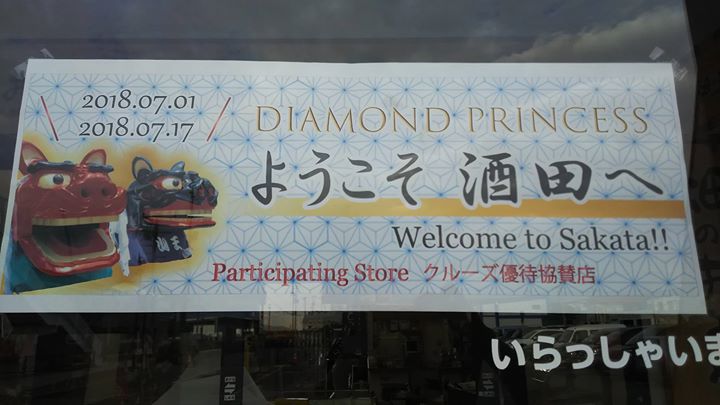 2018.07.01
2018.07.17
DIAMOND PRINCESS
ようこそ 酒田へ
Welcome to Sakata!!
Participating Store クルーズ優待協賛店
いらっしゃいま